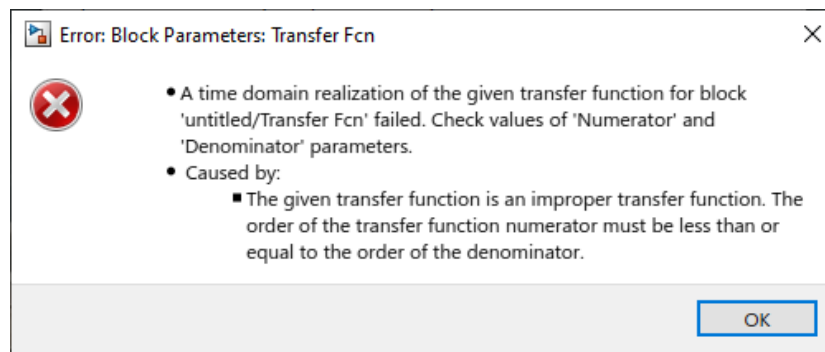 Error: Block Parameters: Transfer Fcn
• A time domain realization of the given transfer function for block
'untitled/Transfer Fcn' failed. Check values of 'Numerator' and
'Denominator' parameters.
• Caused by:
▪ The given transfer function is an improper transfer function. The
order of the transfer function numerator must be less than or
equal to the order of the denominator.
OK